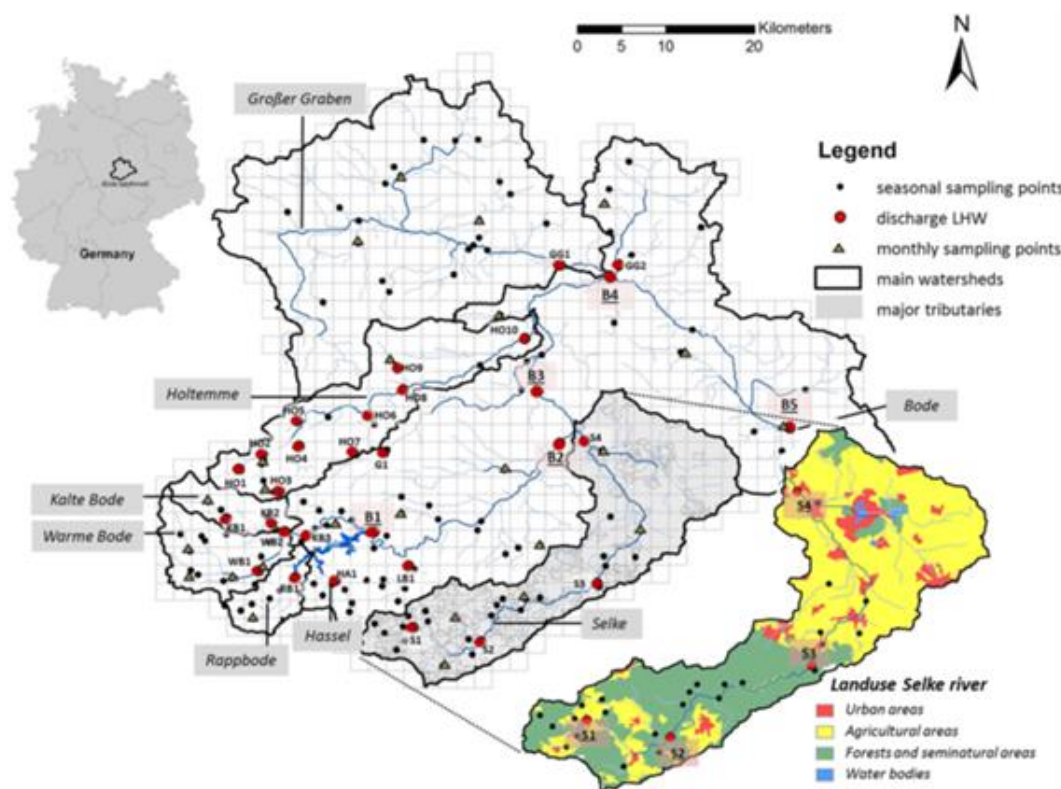 Kilometers
0 5 10 20
N
Großer Graben
Germany
Legend
seasonal sampling points
discharge LHW
monthly sampling points
main watersheds
major tributaries
GG1
GG2
B4
HO10
HO9
HO8
B3
Holtemme
B5
Bode
HO5
HO6
HO4
HO7
G1
B2
S4
HO2
HO1
HO3
Kalte Bode
KB1
KB2
B1
Warme Bode
WB1
RB1
HA1
LB1
S3
S1
S2
Selke
Hassel
Rappbode
S4
S3
S1
S2
Landuse Selke river
Urban areas
Agricultural areas
Forests and seminatural areas
Water bodies